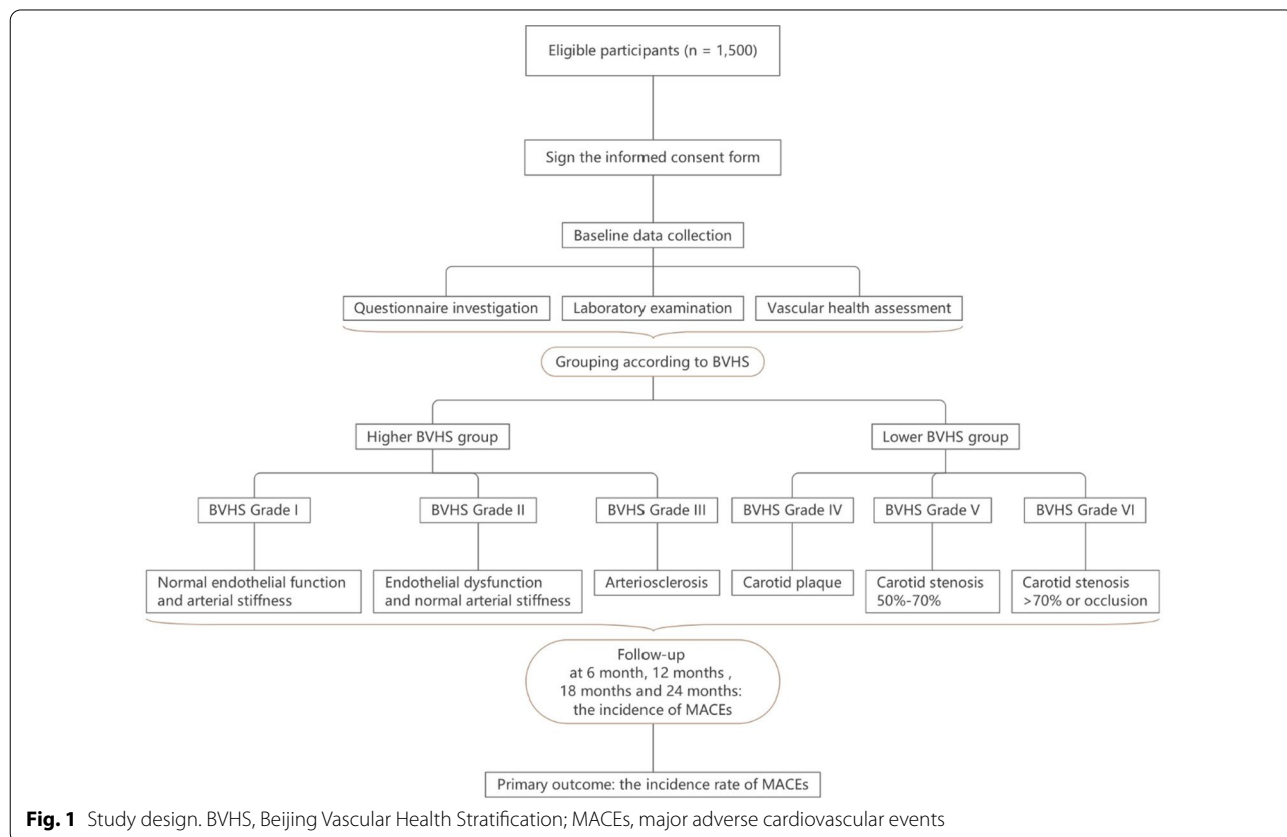 Eligible participants (n = 1,500)
Sign the informed consent form
Baseline data collection
Questionnaire investigation
Laboratory examination
Vascular health assessment
Grouping according to BVHS
Higher BVHS group
Lower BVHS group
BVHS Grade I
BVHS Grade II
BVHS Grade III
BVHS Grade IV
BVHS Grade V
BVHS Grade VI
Normal endothelial function
and arterial stiffness
Endothelial dysfunction
and normal arterial stiffness
Arteriosclerosis
Carotid plaque
Carotid stenosis
50%-70%
Carotid stenosis
>70% or occlusion
Follow-up
at 6 month, 12 months ,
18 months and 24 months:
the incidence of MACEs
Primary outcome: the incidence rate of MACEs
Fig. 1 Study design. BVHS, Beijing Vascular Health Stratification; MACEs, major adverse cardiovascular events